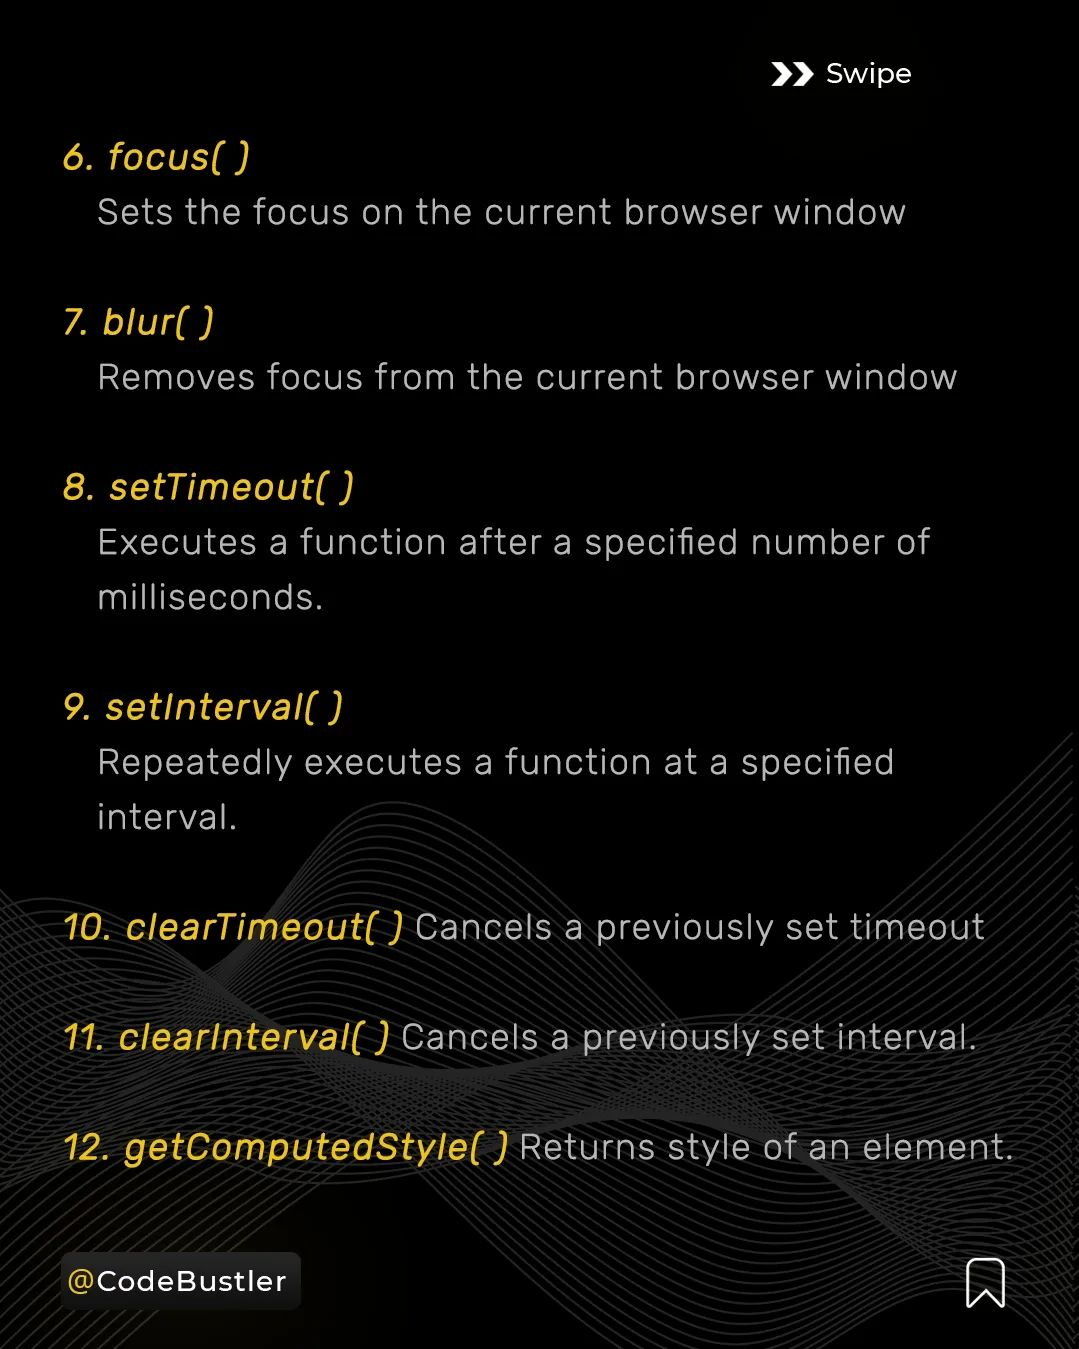 Swipe
6. focus( )
Sets the focus on the current browser window
7. blur( )
Removes focus from the current browser window
8. setTimeout( )
Executes a function after a specified number of
milliseconds.
9. setInterval( )
Repeatedly executes a function at a specified
interval.
10. clearTimeout( ) Cancels a previously set timeout
11. clearInterval( ) Cancels a previously set interval.
12. getComputedStyle( ) Returns style of an element.
@CodeBustler